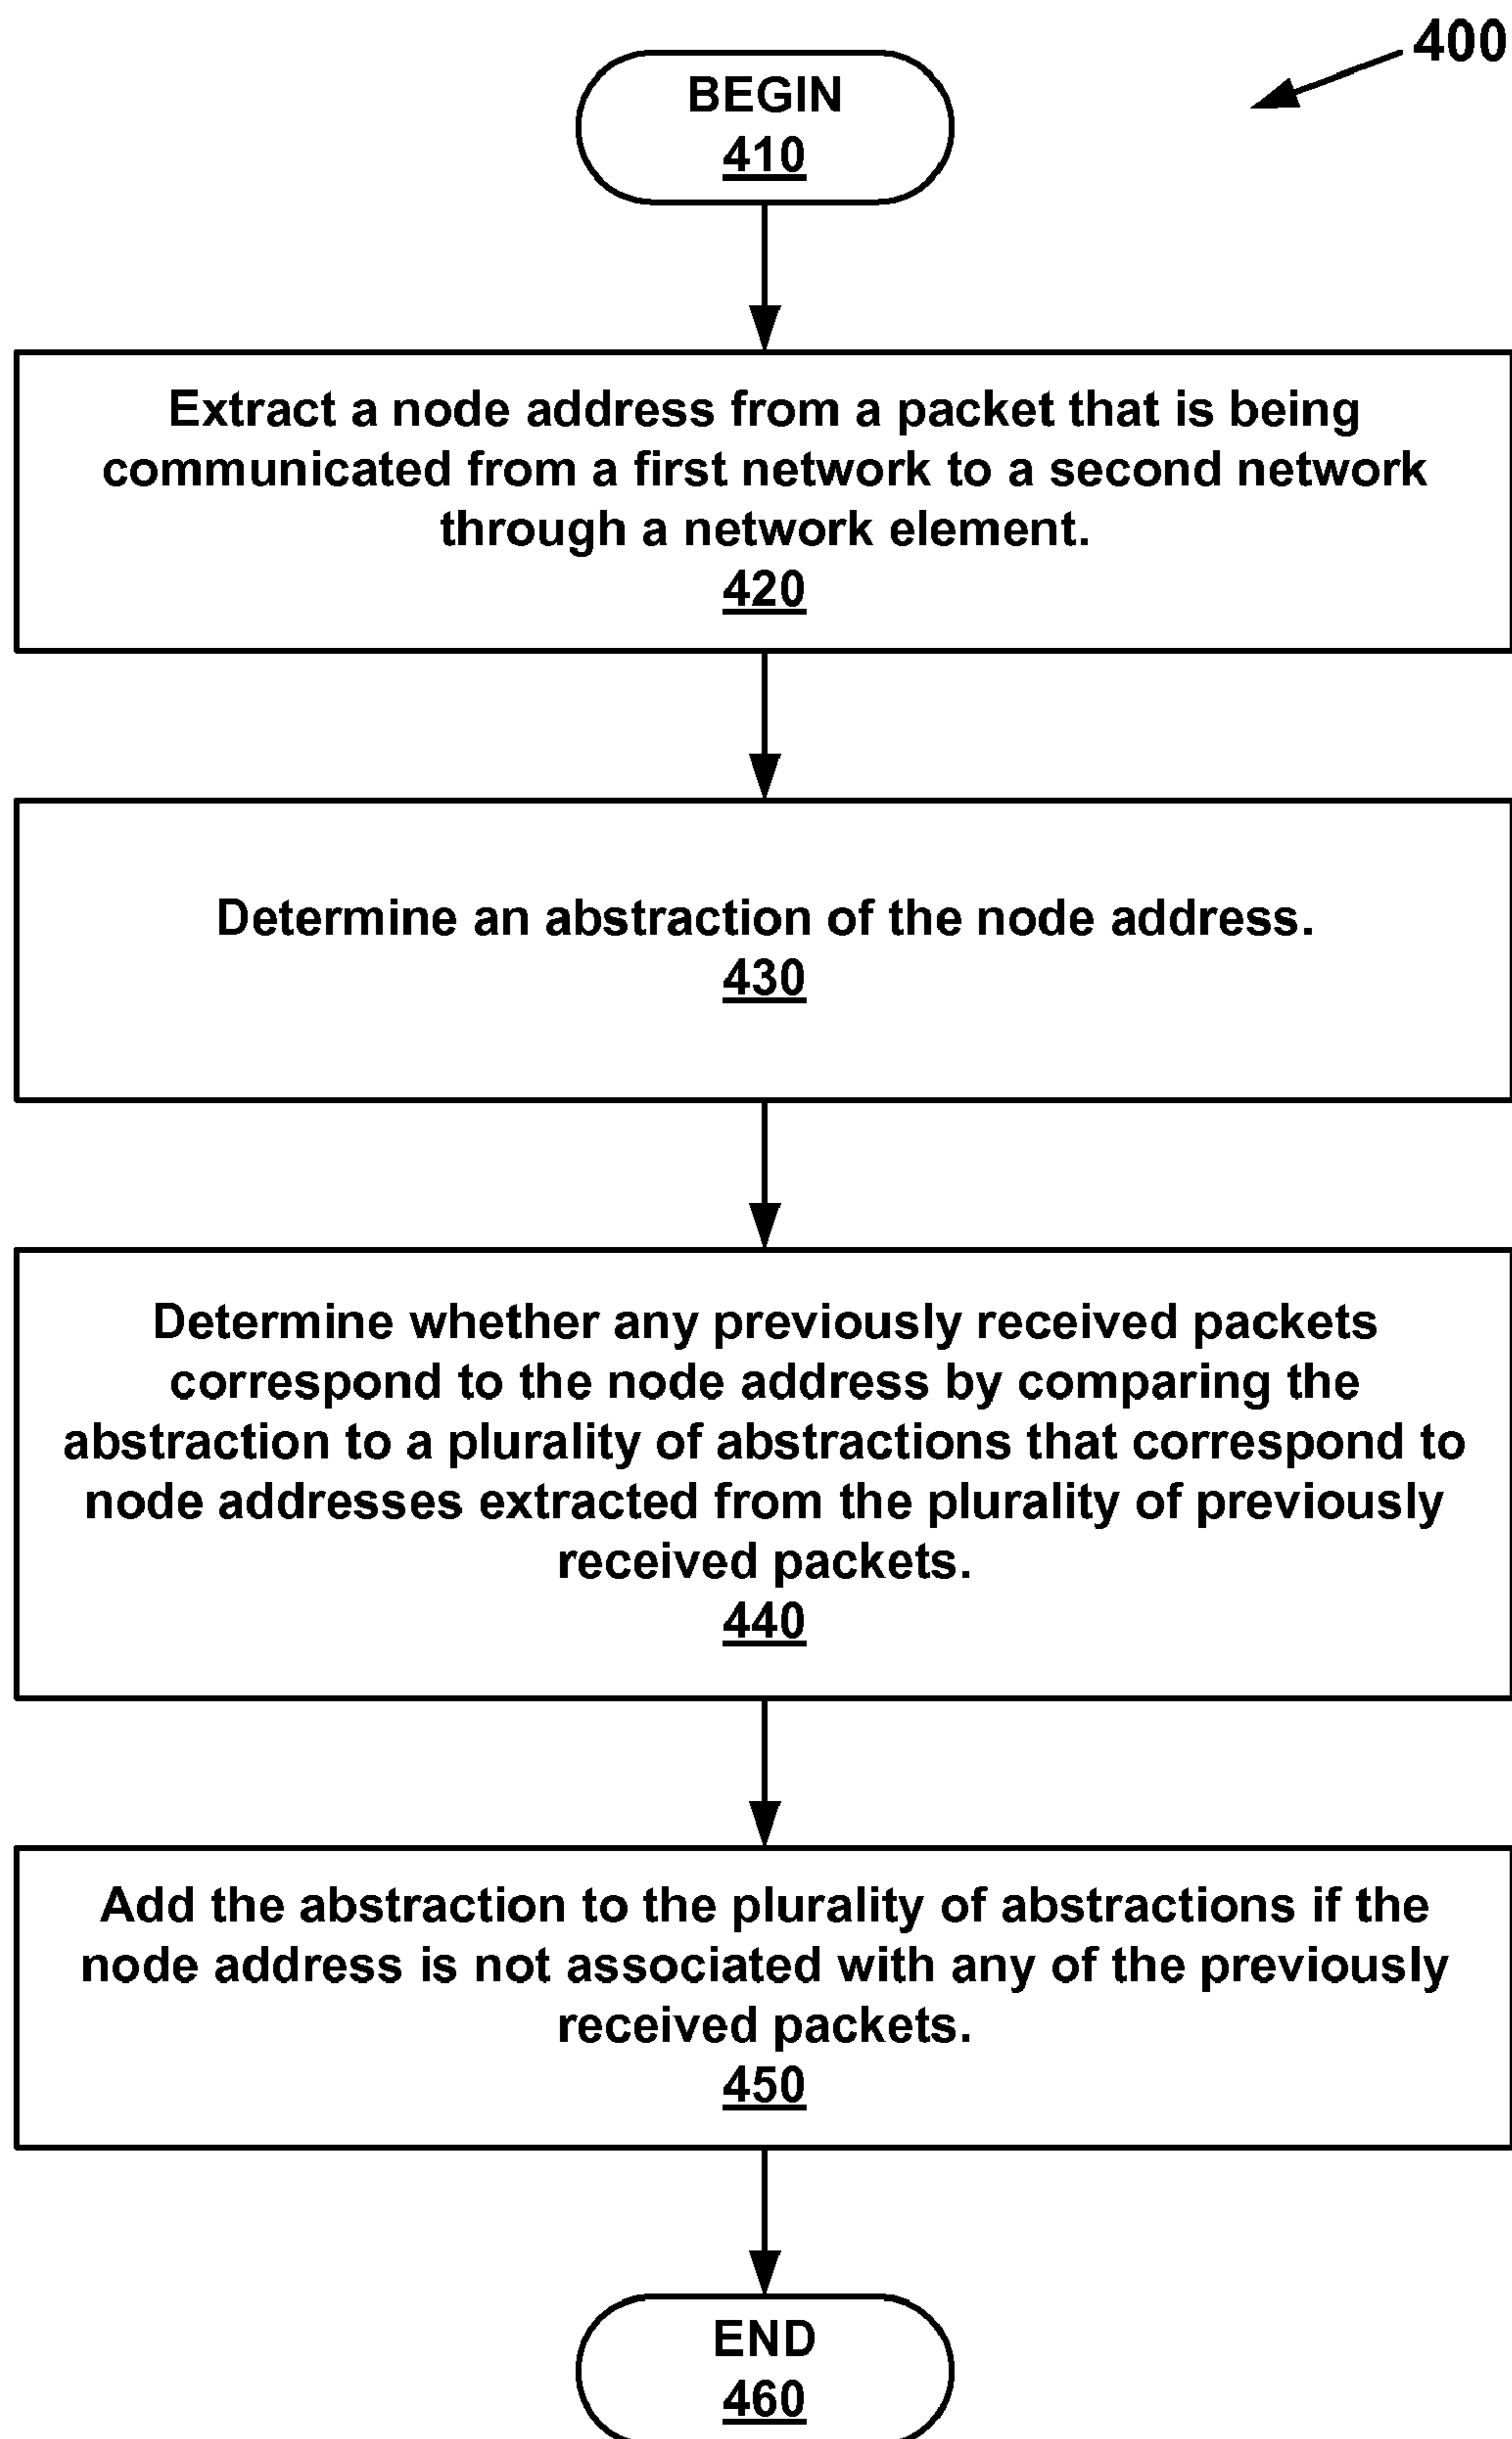 400
BEGIN
410
Extract a node address from a packet that is being
communicated from a first network to a second network
through a network element.
420
Determine an abstraction of the node address.
430
Determine whether any previously received packets
correspond to the node address by comparing the
abstraction to a plurality of abstractions that correspond to
node addresses extracted from the plurality of previously
received packets.
440
Add the abstraction to the plurality of abstractions if the
node address is not associated with any of the previously
received packets.
450
END
460